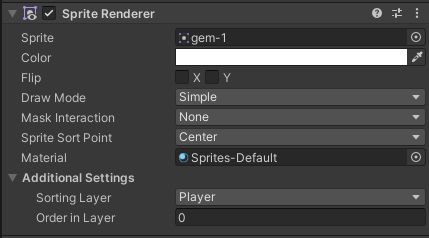 Sprite Renderer
Sprite gem-1
Color
Flip X Y
Draw Mode Simple
Mask Interaction None
Sprite Sort Point Center
Material Sprites-Default
Additional Settings
Sorting Layer Player
Order in Layer 0